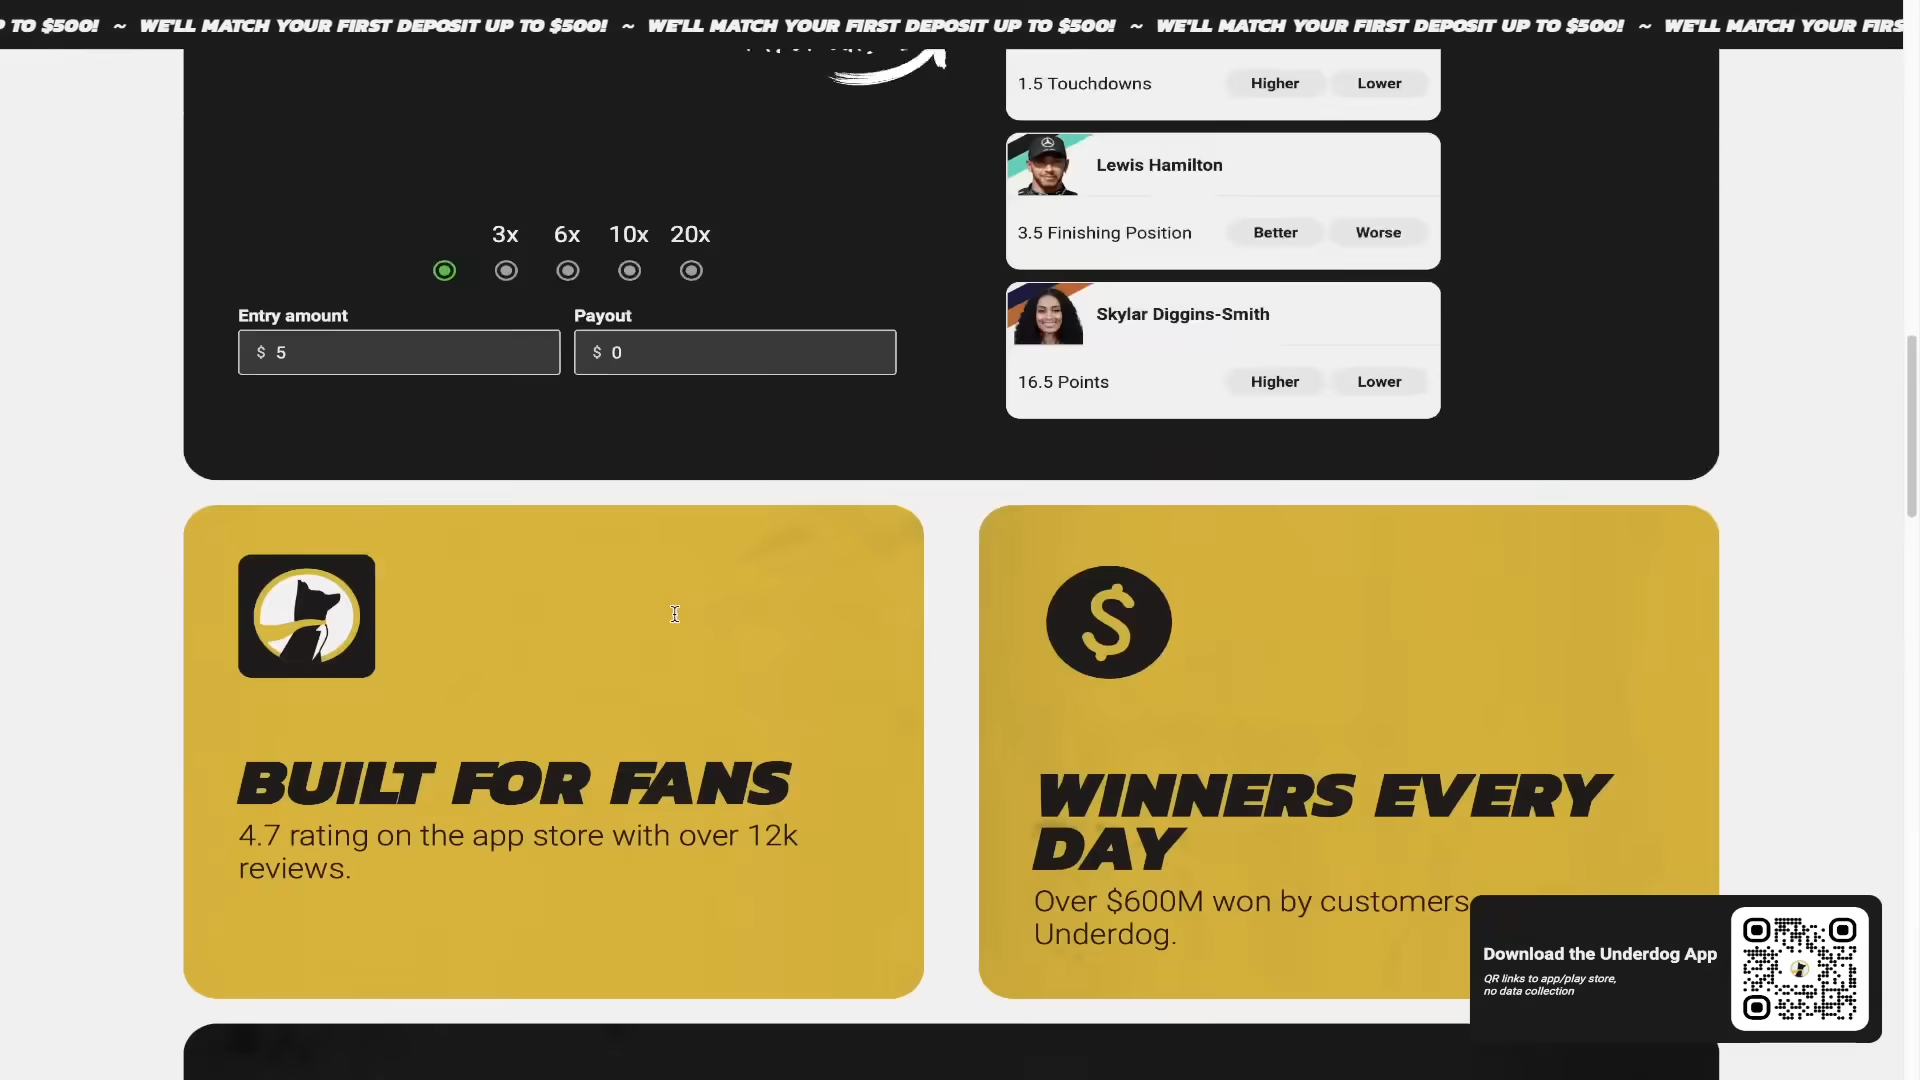 TO $500! ~ WE'LL MATCH YOUR FIRST DEPOSIT UP TO $500! ~ WE'LL MATCH YOUR FIRST DEPOSIT UP TO $500! ~ WE'LL MATCH YOUR FIRST DEPOSIT UP TO $500! ~ WE'LL MATCH YOUR
1.5 Touchdowns Higher Lower
Lewis Hamilton
3.5 Finishing Position Better Worse
Skylar Diggins-Smith
16.5 Points Higher Lower
3x 6x 10x 20x
Entry amount Payout
$ 5 $ 0
BUILT FOR FANS
4.7 rating on the app store with over 12k
reviews.
WINNERS EVERY
DAY
Over $600M won by customers
Underdog.
Download the Underdog App
QR links to app/play store,
no data collection